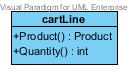 Visual Paradigm for UML Enterprise
cartLine
+Product() : Product
+Quantity() : int